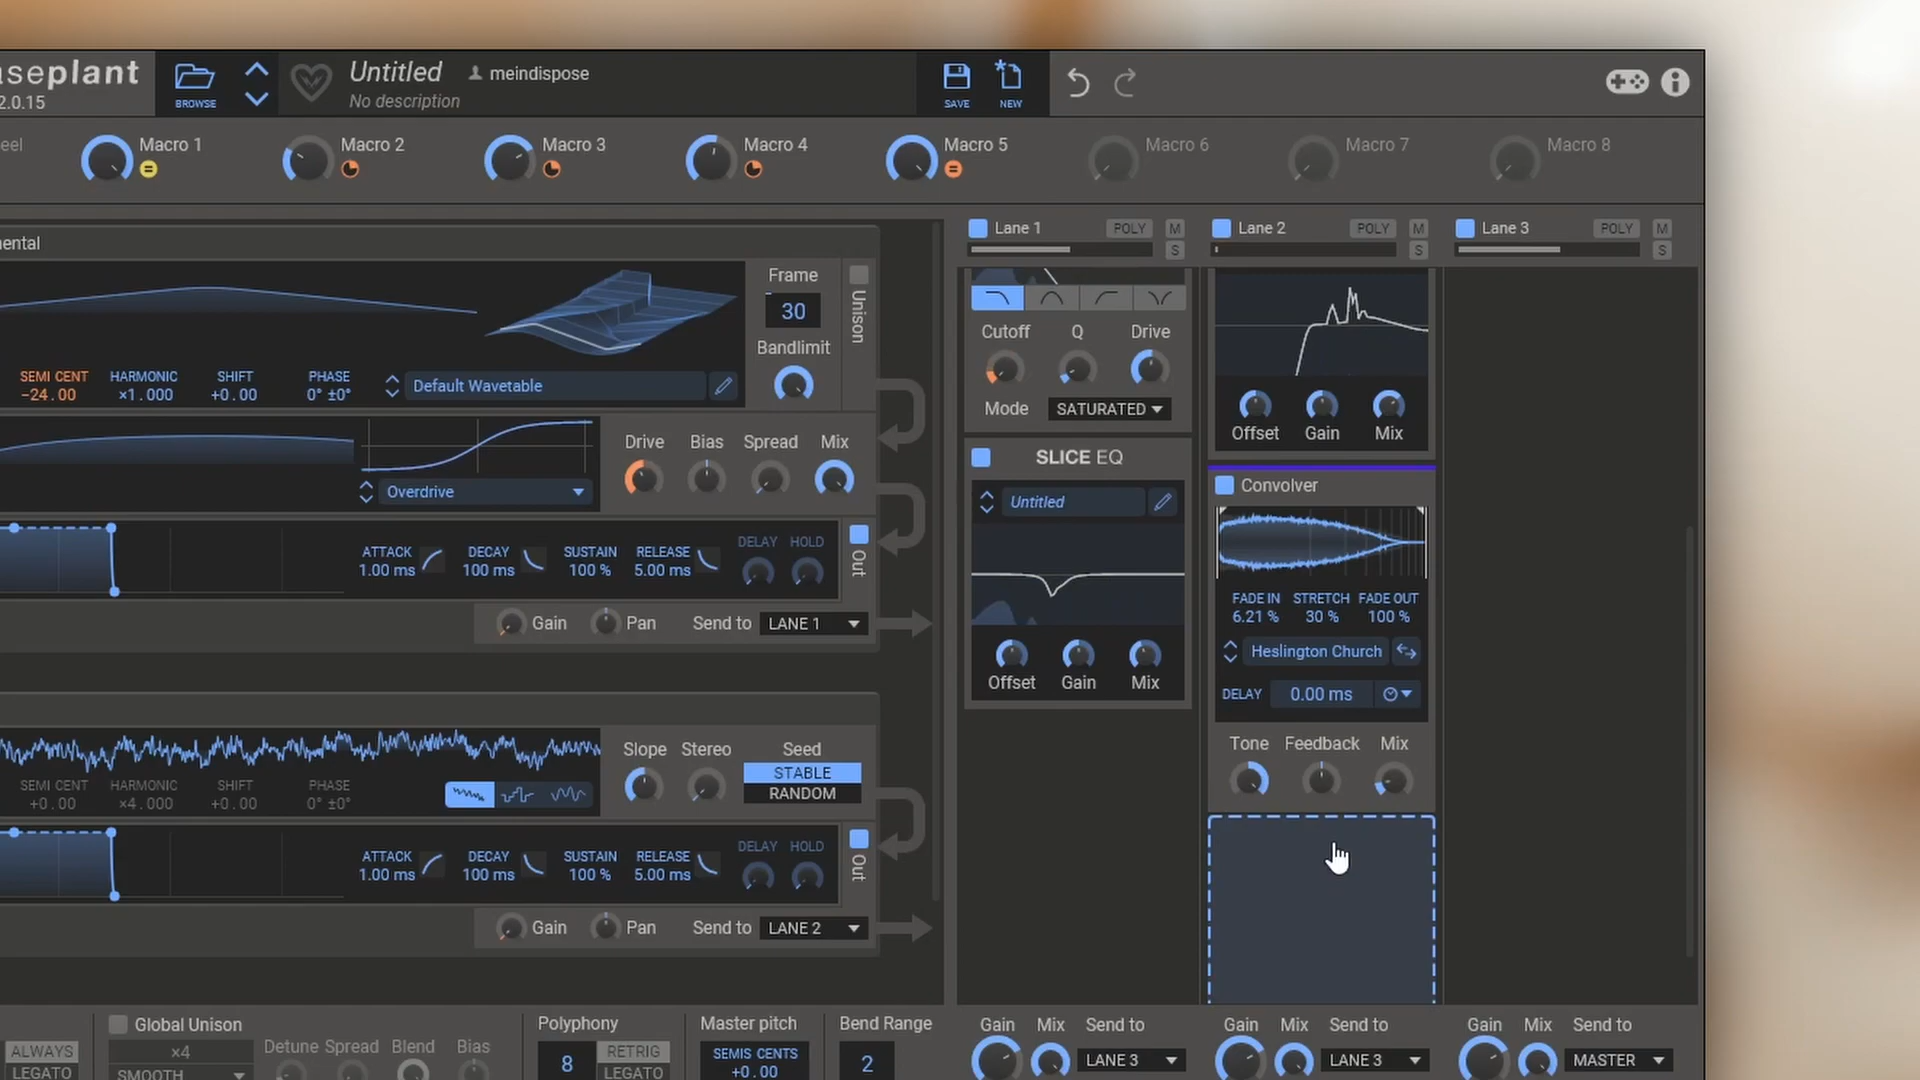 aseplant
2.0.15
BROWSE
Untitled
meindispose
No description
SAVE
NEW
eel
Macro 1
Macro 2
Macro 3
Macro 4
Macro 5
Macro 6
Macro 7
Macro 8
mental
Frame
30
Bandlimit
Unison
SEMI CENT
-24.00
HARMONIC
×1.000
SHIFT
+0.00
PHASE
0° ±0°
Default Wavetable
Overdrive
Drive
Bias
Spread
Mix
ATTACK
1.00 ms
DECAY
100 ms
SUSTAIN
100 %
RELEASE
5.00 ms
DELAY
HOLD
Out
Gain
Pan
Send to
LANE 1
SEMI CENT
+0.00
HARMONIC
×4.000
SHIFT
+0.00
PHASE
0° ±0°
Slope
Stereo
Seed
STABLE
RANDOM
ATTACK
1.00 ms
DECAY
100 ms
SUSTAIN
100 %
RELEASE
5.00 ms
DELAY
HOLD
Out
Gain
Pan
Send to
LANE 2
Lane 1
POLY
M
S
Cutoff
Q
Drive
Mode
SATURATED
SLICE EQ
Untitled
Offset
Gain
Mix
Lane 2
POLY
M
S
Offset
Gain
Mix
Convolver
FADE IN
6.21 %
STRETCH
30 %
FADE OUT
100 %
Heslington Church
DELAY
0.00 ms
Tone
Feedback
Mix
Lane 3
POLY
M
S
ALWAYS
LEGATO
Global Unison
×4
SMOOTH
Detune
Spread
Blend
Bias
Polyphony
8
RETRIG
LEGATO
Master pitch
SEMIS CENTS
+0.00
Bend Range
2
Gain
Mix
Send to
LANE 3
Gain
Mix
Send to
LANE 3
Gain
Mix
Send to
MASTER